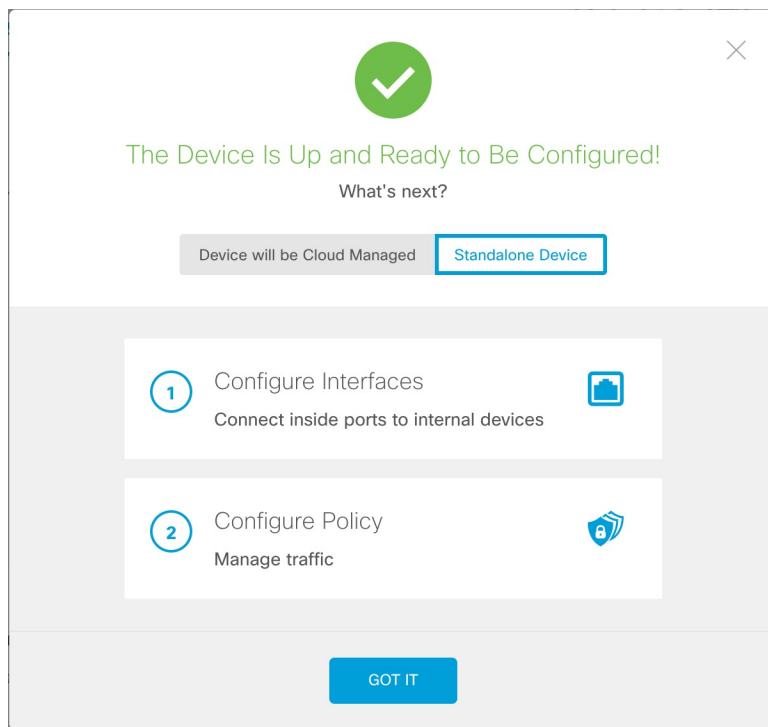 The Device Is Up and Ready to Be Configured!
What's next?
Device will be Cloud Managed
Standalone Device
1
Configure Interfaces
Connect inside ports to internal devices
2
Configure Policy
Manage traffic
GOT IT